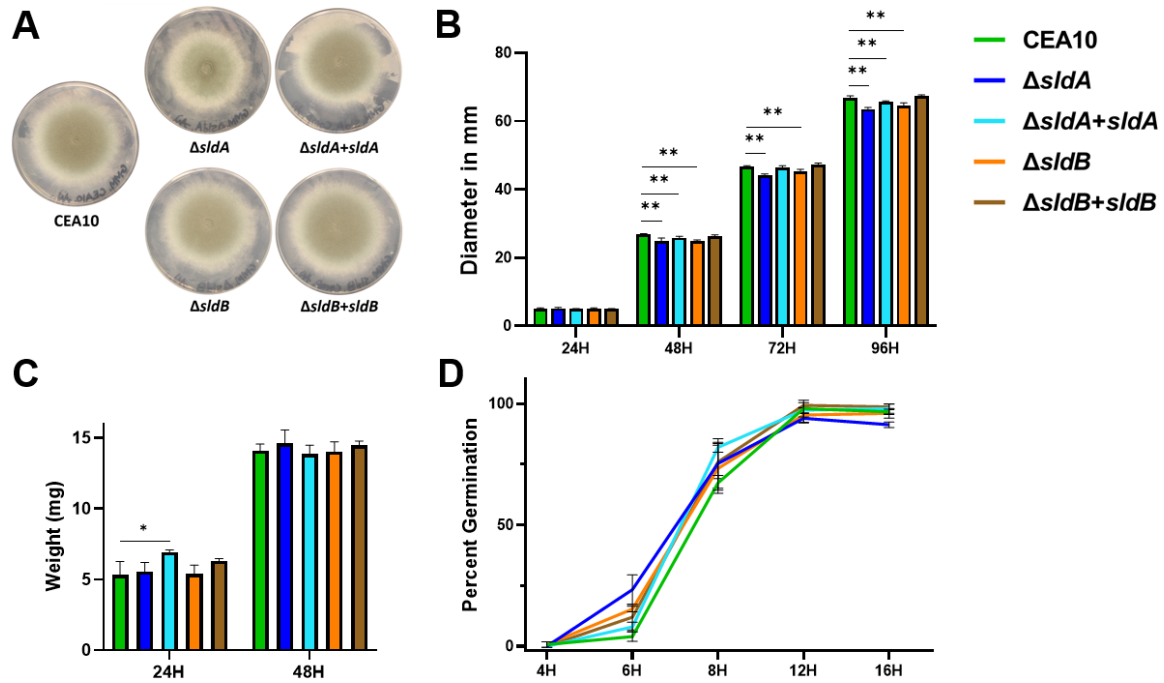 A
CEA10
ΔsldA
ΔsldA+sldA
ΔsldB
ΔsldB+sldB
B
Diameter in mm
80
60
40
20
0
24H
48H
72H
96H
**
**
**
**
**
**
**
**
CEA10
ΔsldA
ΔsldA+sldA
ΔsldB
ΔsldB+sldB
C
Weight (mg)
15
10
5
0
*
24H
48H
D
Percent Germination
100
50
0
4H
6H
8H
12H
16H